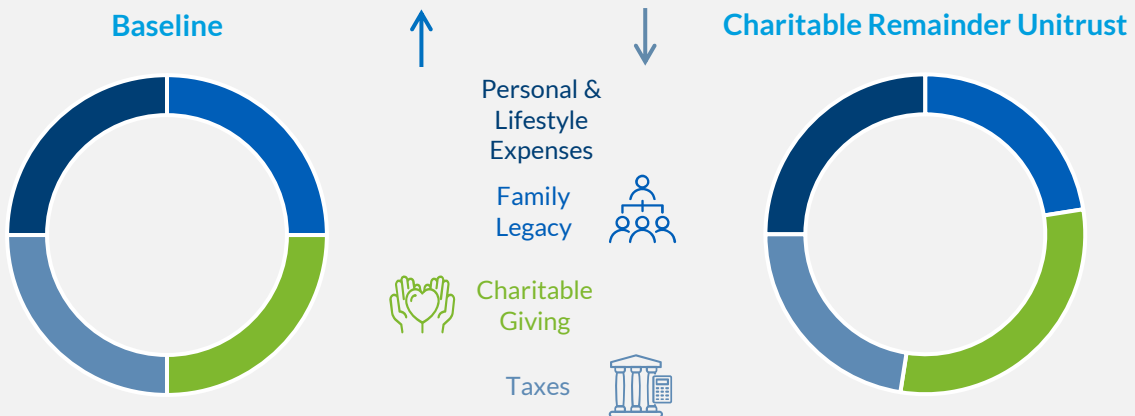 Baseline
Charitable Remainder Unitrust
Personal &
Lifestyle
Expenses
Family
Legacy
Charitable
Giving
Taxes